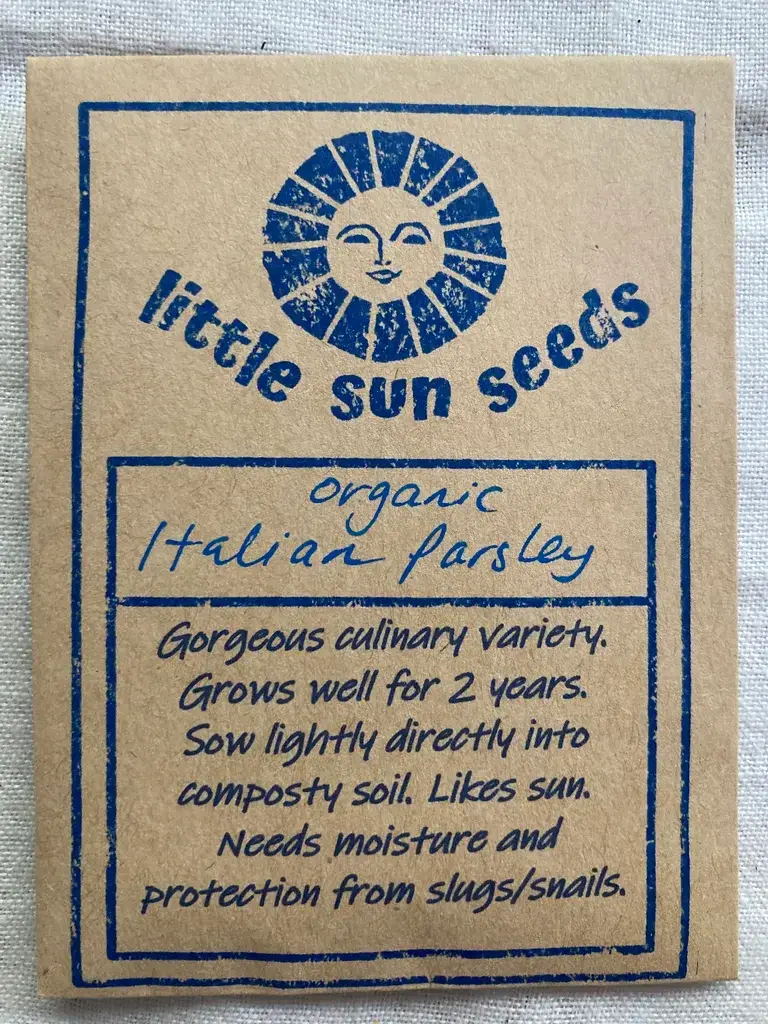 little sun seeds
organic
Italian Parsley
Gorgeous culinary variety.
Grows well for 2 years.
Sow lightly directly into
composty soil. Likes sun.
Needs moisture and
protection from slugs/snails.